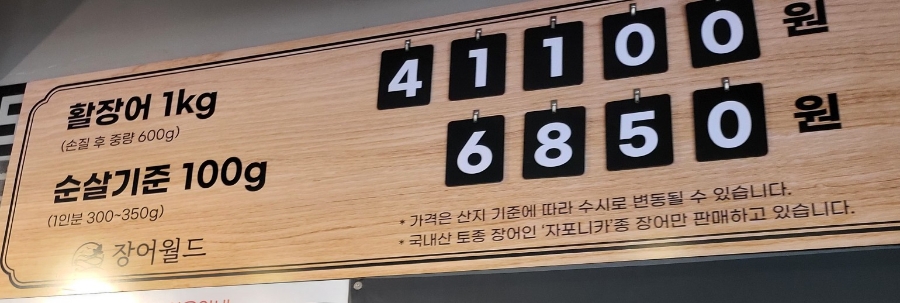 활장어 1kg 41100 원
(손질 후 중량 600g)
순살기준 100g 6850 원
(1인분 300~350g)
* 가격은 산지 기준에 따라 수시로 변동될 수 있습니다.
* 국내산 토종 장어인 '자포니카'종 장어만 판매하고 있습니다.
장어월드